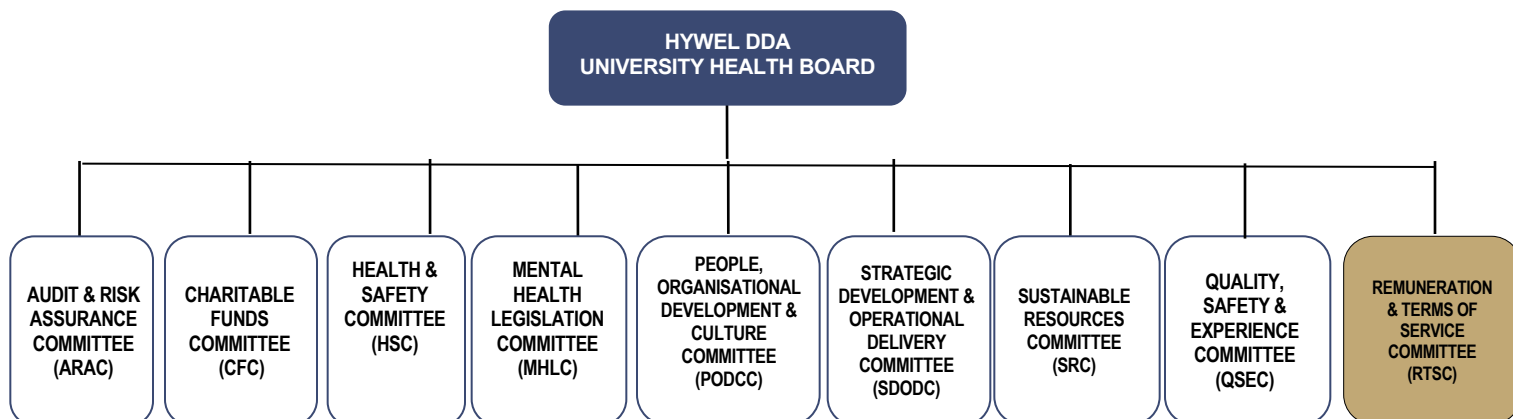 HYWEL DDA
UNIVERSITY HEALTH BOARD
AUDIT & RISK
ASSURANCE
COMMITTEE
(ARAC)
CHARITABLE
FUNDS
COMMITTEE
(CFC)
HEALTH &
SAFETY
COMMITTEE
(HSC)
MENTAL
HEALTH
LEGISLATION
COMMITTEE
(MHLC)
PEOPLE,
ORGANISATIONAL
DEVELOPMENT &
CULTURE
COMMITTEE
(PODCC)
STRATEGIC
DEVELOPMENT &
OPERATIONAL
DELIVERY
COMMITTEE
(SDODC)
SUSTAINABLE
RESOURCES
COMMITTEE
(SRC)
QUALITY,
SAFETY &
EXPERIENCE
COMMITTEE
(QSEC)
REMUNERATION
& TERMS OF
SERVICE
COMMITTEE
(RTSC)